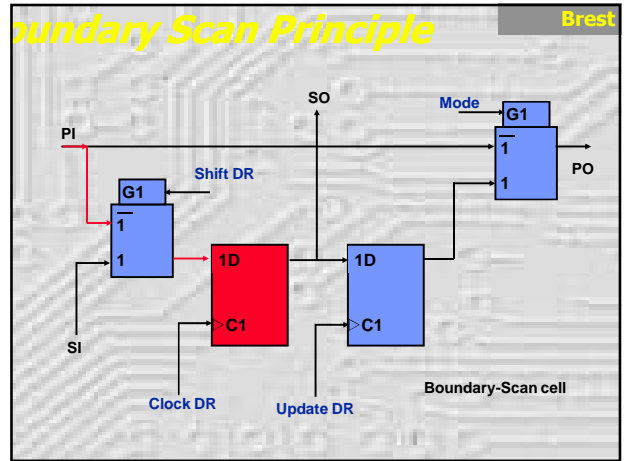 oundary Scan Principle
Brest
SO
Mode
G1
PI
1
PO
Shift DR
1
G1
1
1
1D
1D
C1
C1
SI
Clock DR
Update DR
Boundary-Scan cell